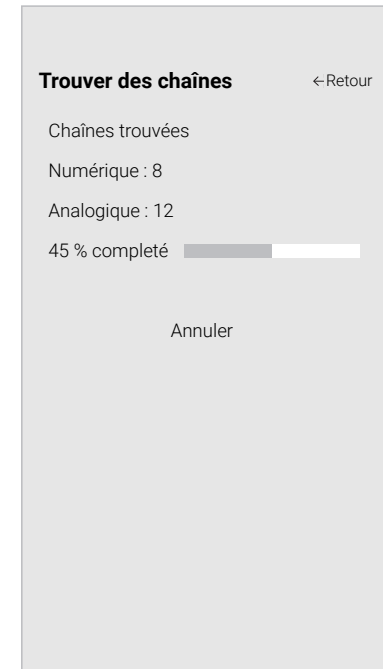 Trouver des chaînes ←Retour
Chaînes trouvées
Numérique : 8
Analogique : 12
45 % completé
Annuler